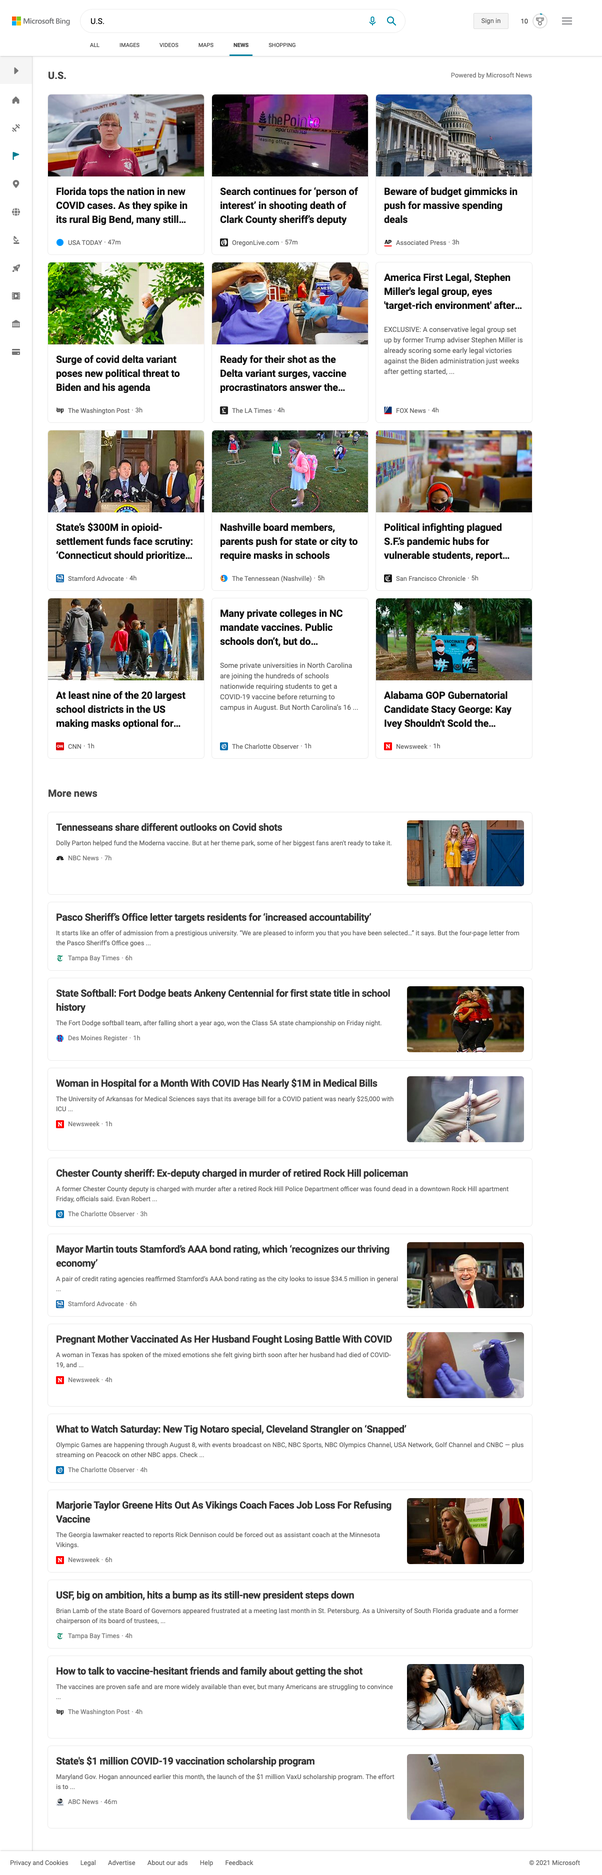 Microsoft Bing
U.S.
Sign in
10
ALL
IMAGES
VIDEOS
MAPS
NEWS
SHOPPING
U.S.
Powered by Microsoft News
Florida tops the nation in new
COVID cases. As they spike in
its rural Big Bend, many still...
USA TODAY · 47m
Search continues for 'person of
interest' in shooting death of
Clark County sheriff's deputy
OregonLive.com · 57m
Beware of budget gimmicks in
push for massive spending
deals
AP
Associated Press · 3h
Surge of covid delta variant
poses new political threat to
Biden and his agenda
wp
The Washington Post · 3h
Ready for their shot as the
Delta variant surges, vaccine
procrastinators answer the...
The LA Times · 4h
America First Legal, Stephen
Miller's legal group, eyes
'target-rich environment' after...
EXCLUSIVE: A conservative legal group set
up by former Trump adviser Stephen Miller is
already scoring some early legal victories
against the Biden administration just weeks
after getting started, ...
FOX News · 4h
State's $300M in opioid-
settlement funds face scrutiny:
'Connecticut should prioritize...
Stamford Advocate · 4h
Nashville board members,
parents push for state or city to
require masks in schools
The Tennessean (Nashville) · 5h
Political infighting plagued
S.F.'s pandemic hubs for
vulnerable students, report...
San Francisco Chronicle · 5h
At least nine of the 20 largest
school districts in the US
making masks optional for...
CNN · 1h
Many private colleges in NC
mandate vaccines. Public
schools don't, but do...
Some private universities in North Carolina
are joining the hundreds of schools
nationwide requiring students to get a
COVID-19 vaccine before returning to
campus in August. But North Carolina's 16 ...
The Charlotte Observer · 1h
Alabama GOP Gubernatorial
Candidate Stacy George: Kay
Ivey Shouldn't Scold the...
N
Newsweek · 1h
More news
Tennesseans share different outlooks on Covid shots
Dolly Parton helped fund the Moderna vaccine. But at her theme park, some of her biggest fans aren't ready to take it.
NBC News · 7h
Pasco Sheriff's Office letter targets residents for 'increased accountability'
It starts like an offer of admission from a prestigious university. "We are pleased to inform you that you have been selected..." it says. But the four-page letter from
the Pasco Sheriff's Office goes ...
Tampa Bay Times · 6h
State Softball: Fort Dodge beats Ankeny Centennial for first state title in school
history
The Fort Dodge softball team, after falling short a year ago, won the Class 5A state championship on Friday night.
Des Moines Register · 1h
Woman in Hospital for a Month With COVID Has Nearly $1M in Medical Bills
The University of Arkansas for Medical Sciences says that its average bill for a COVID patient was nearly $25,000 with
ICU ...
N
Newsweek · 1h
Chester County sheriff: Ex-deputy charged in murder of retired Rock Hill policeman
A former Chester County deputy is charged with murder after a retired Rock Hill Police Department officer was found dead in a downtown Rock Hill apartment
Friday, officials said. Evan Robert ...
The Charlotte Observer · 3h
Mayor Martin touts Stamford's AAA bond rating, which 'recognizes our thriving
economy'
A pair of credit rating agencies reaffirmed Stamford's AAA bond rating as the city looks to issue $34.5 million in general
...
Stamford Advocate · 6h
Pregnant Mother Vaccinated As Her Husband Fought Losing Battle With COVID
A woman in Texas has spoken of the mixed emotions she felt giving birth soon after her husband had died of COVID-
19, and ...
N
Newsweek · 4h
What to Watch Saturday: New Tig Notaro special, Cleveland Strangler on 'Snapped'
Olympic Games are happening through August 8, with events broadcast on NBC, NBC Sports, NBC Olympics Channel, USA Network, Golf Channel and CNBC — plus
streaming on Peacock on other NBC apps. Check ...
The Charlotte Observer · 4h
Marjorie Taylor Greene Hits Out As Vikings Coach Faces Job Loss For Refusing
Vaccine
The Georgia lawmaker reacted to reports Rick Dennison could be forced out as assistant coach at the Minnesota
Vikings.
N
Newsweek · 6h
USF, big on ambition, hits a bump as its still-new president steps down
Brian Lamb of the state Board of Governors appeared frustrated at a meeting last month in St. Petersburg. As a University of South Florida graduate and a former
chairperson of its board of trustees, ...
Tampa Bay Times · 4h
How to talk to vaccine-hesitant friends and family about getting the shot
The vaccines are proven safe and are more widely available than ever, but many Americans are struggling to convince
...
wp
The Washington Post · 4h
State's $1 million COVID-19 vaccination scholarship program
Maryland Gov. Hogan announced earlier this month, the launch of the $1 million VaxU scholarship program. The effort
is to ...
ABC News · 46m
Privacy and Cookies
Legal
Advertise
About our ads
Help
Feedback
© 2021 Microsoft